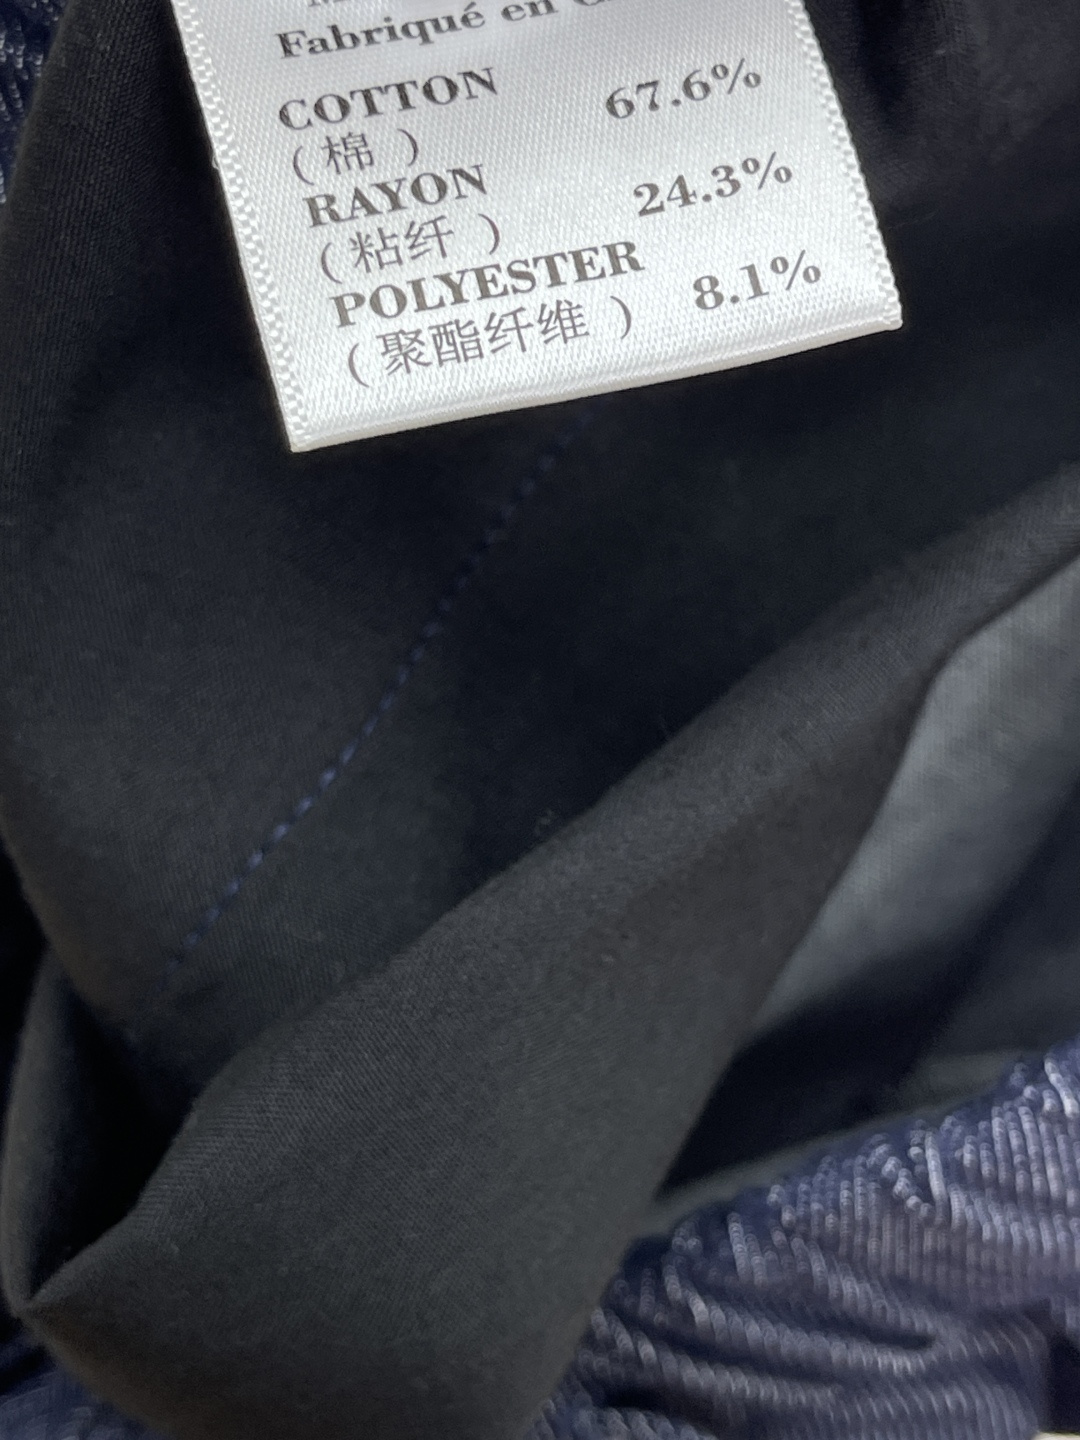 Fabriqué en
COTTON 67.6%
(棉)
RAYON 24.3%
(粘纤)
POLYESTER 8.1%
(聚酯纤维)